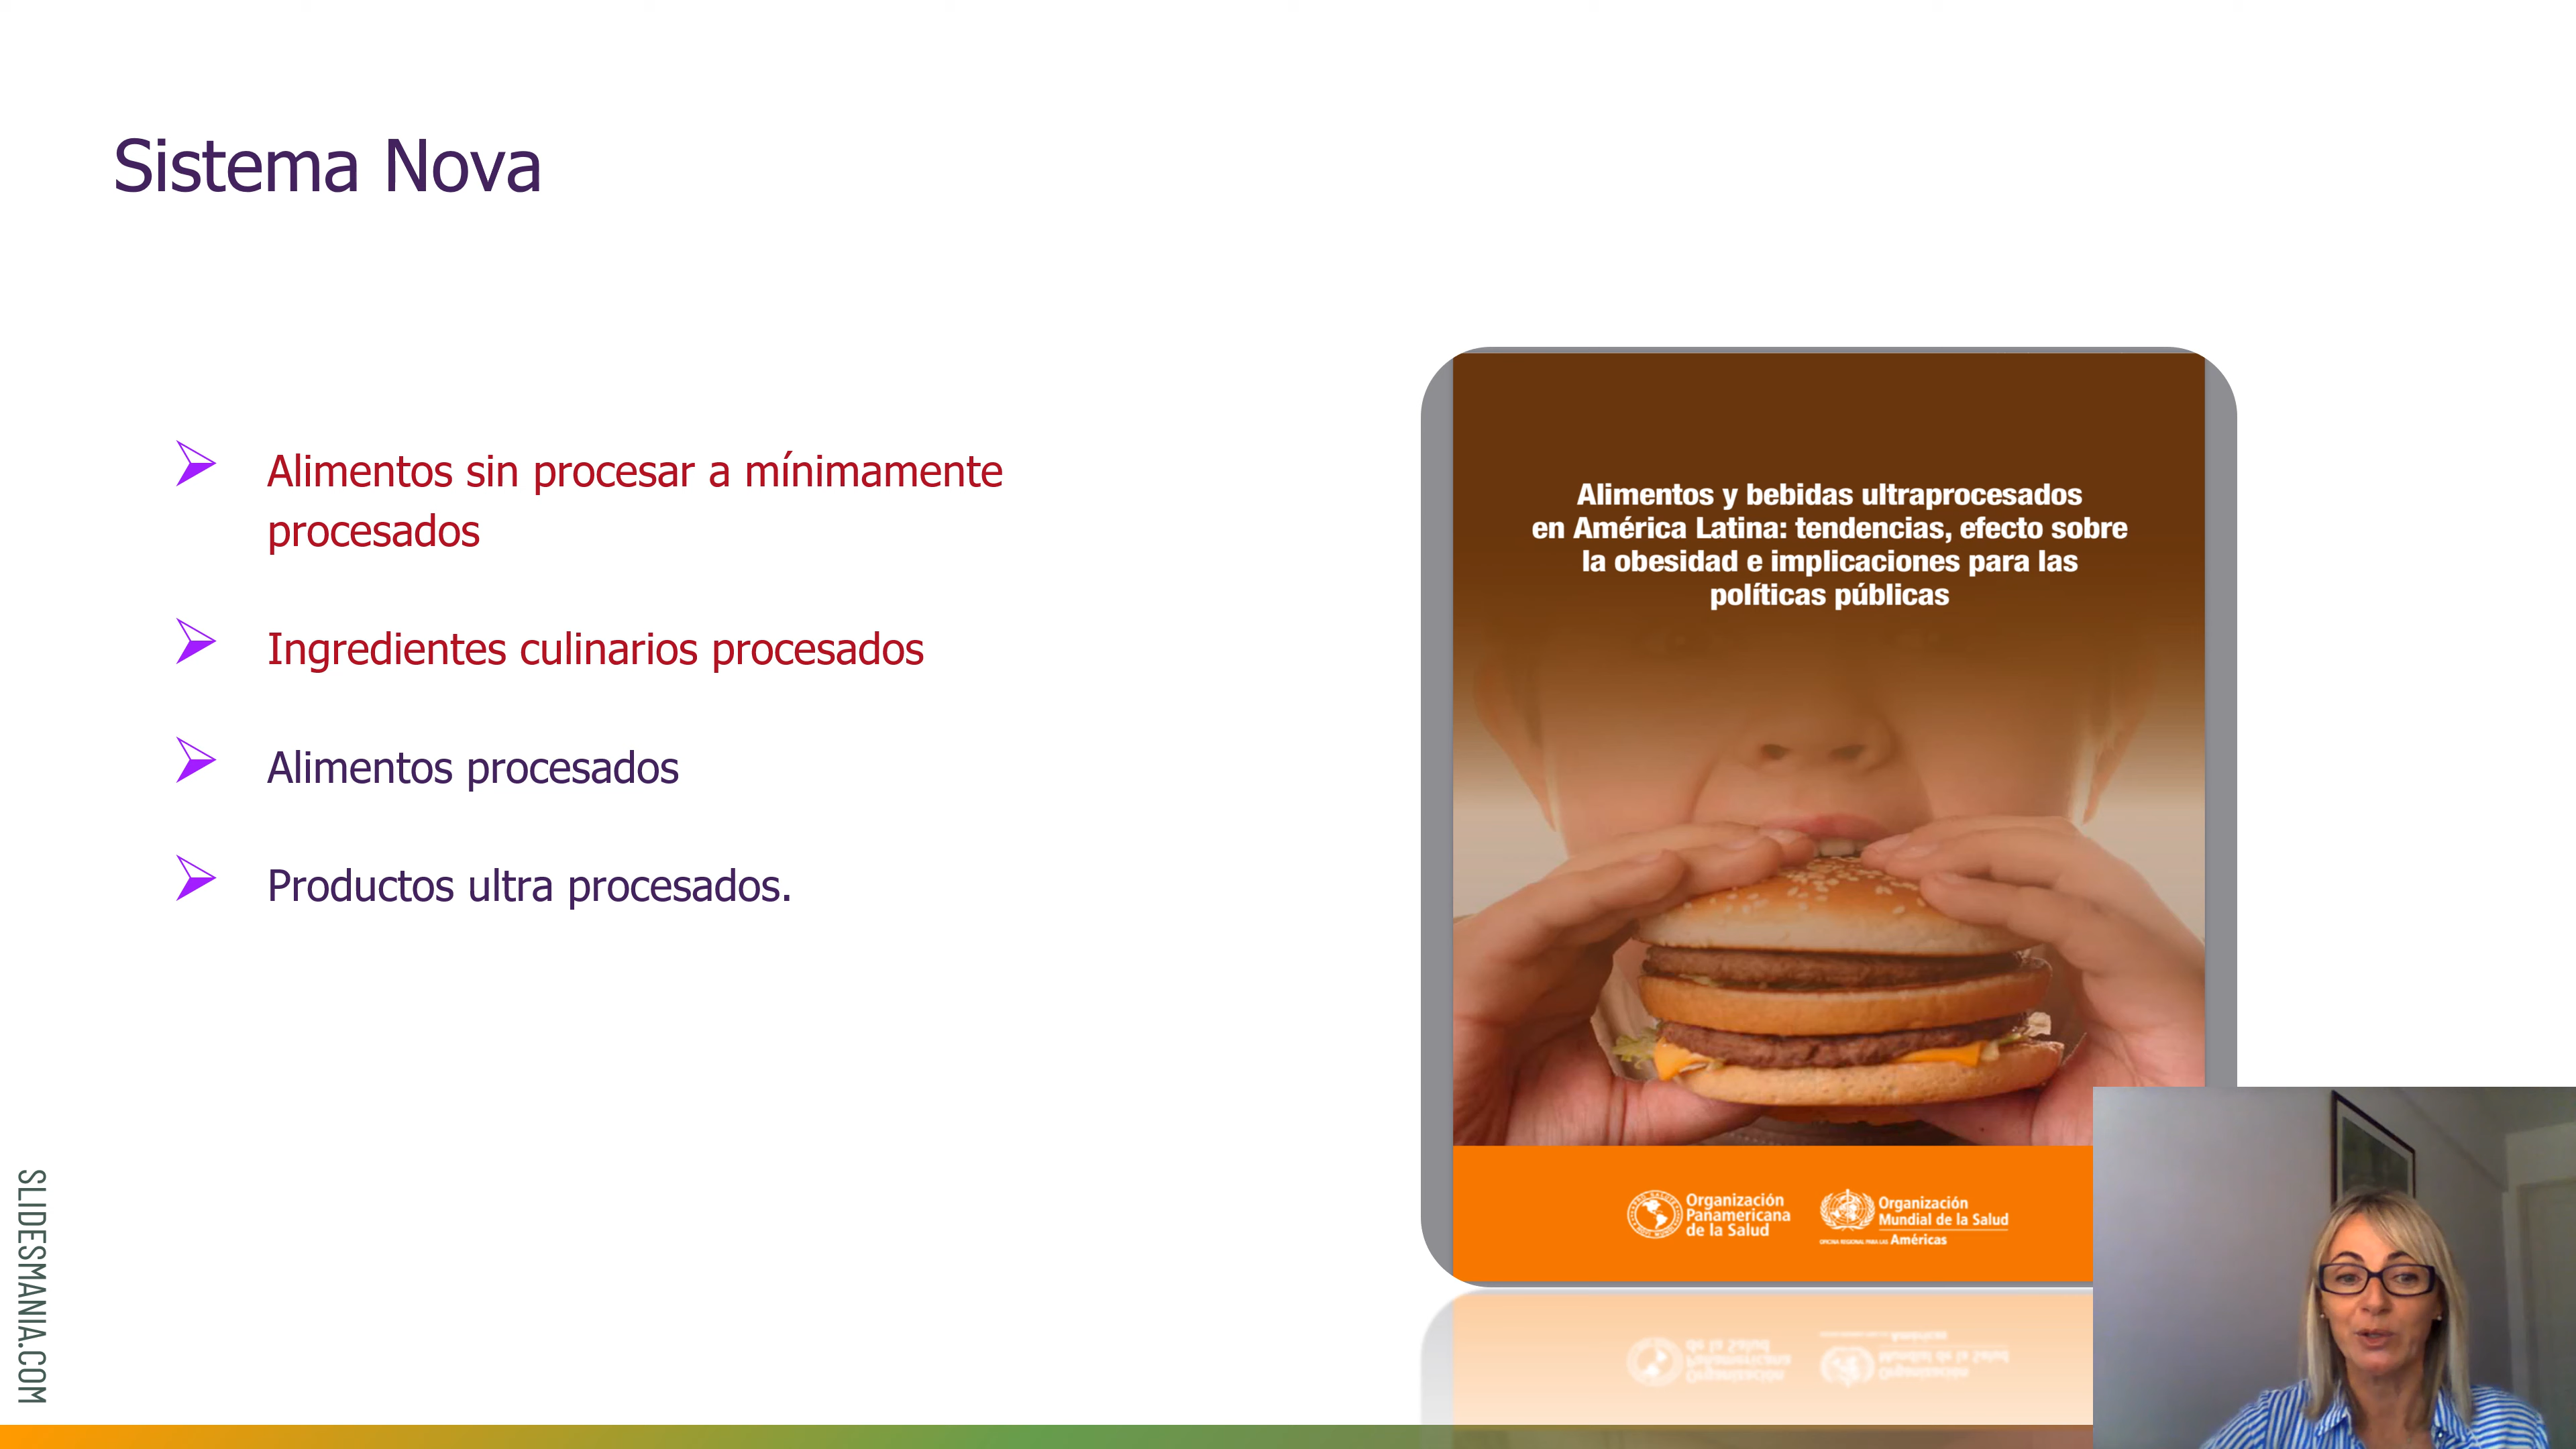 Sistema Nova
Alimentos sin procesar a mínimamente
procesados
Ingredientes culinarios procesados
Alimentos procesados
Productos ultra procesados.
Alimentos y bebidas ultraprocesados
en América Latina: tendencias, efecto sobre
la obesidad e implicaciones para las
políticas públicas
Organización
Panamericana
de la Salud
Organización
Mundial de la Salud
OFICINA REGIONAL PARA LAS Américas
SLIDESMANIA.COM